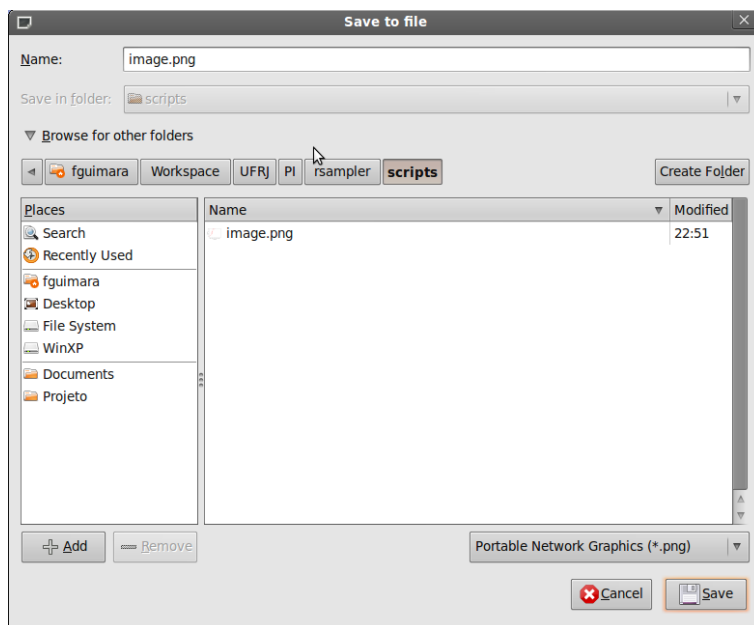 Save to file
Name: image.png
Save in folder: scripts
Browse for other folders
fguimara Workspace UFRJ PI rsampler scripts Create Folder
Places Name Modified
Search image.png 22:51
Recently Used
fguimara
Desktop
File System
WinXP
Documents
Projeto
Add Remove Portable Network Graphics (*.png)
Cancel Save